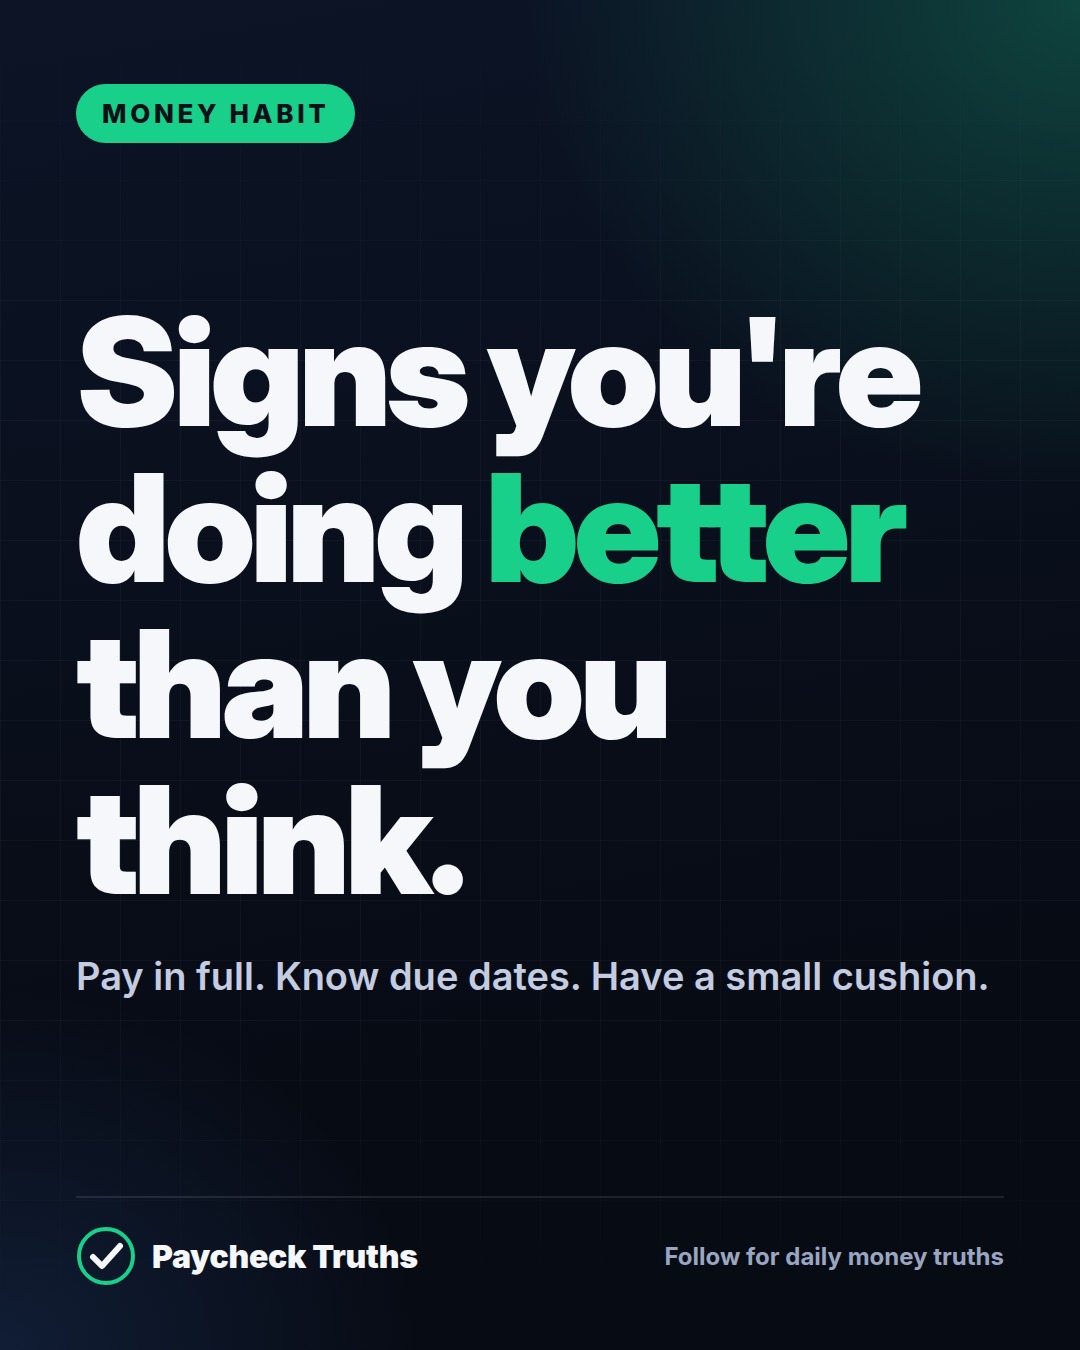 MONEY HABIT
Signs you're
doing better
than you
think.
Pay in full. Know due dates. Have a small cushion.
Paycheck Truths
Follow for daily money truths